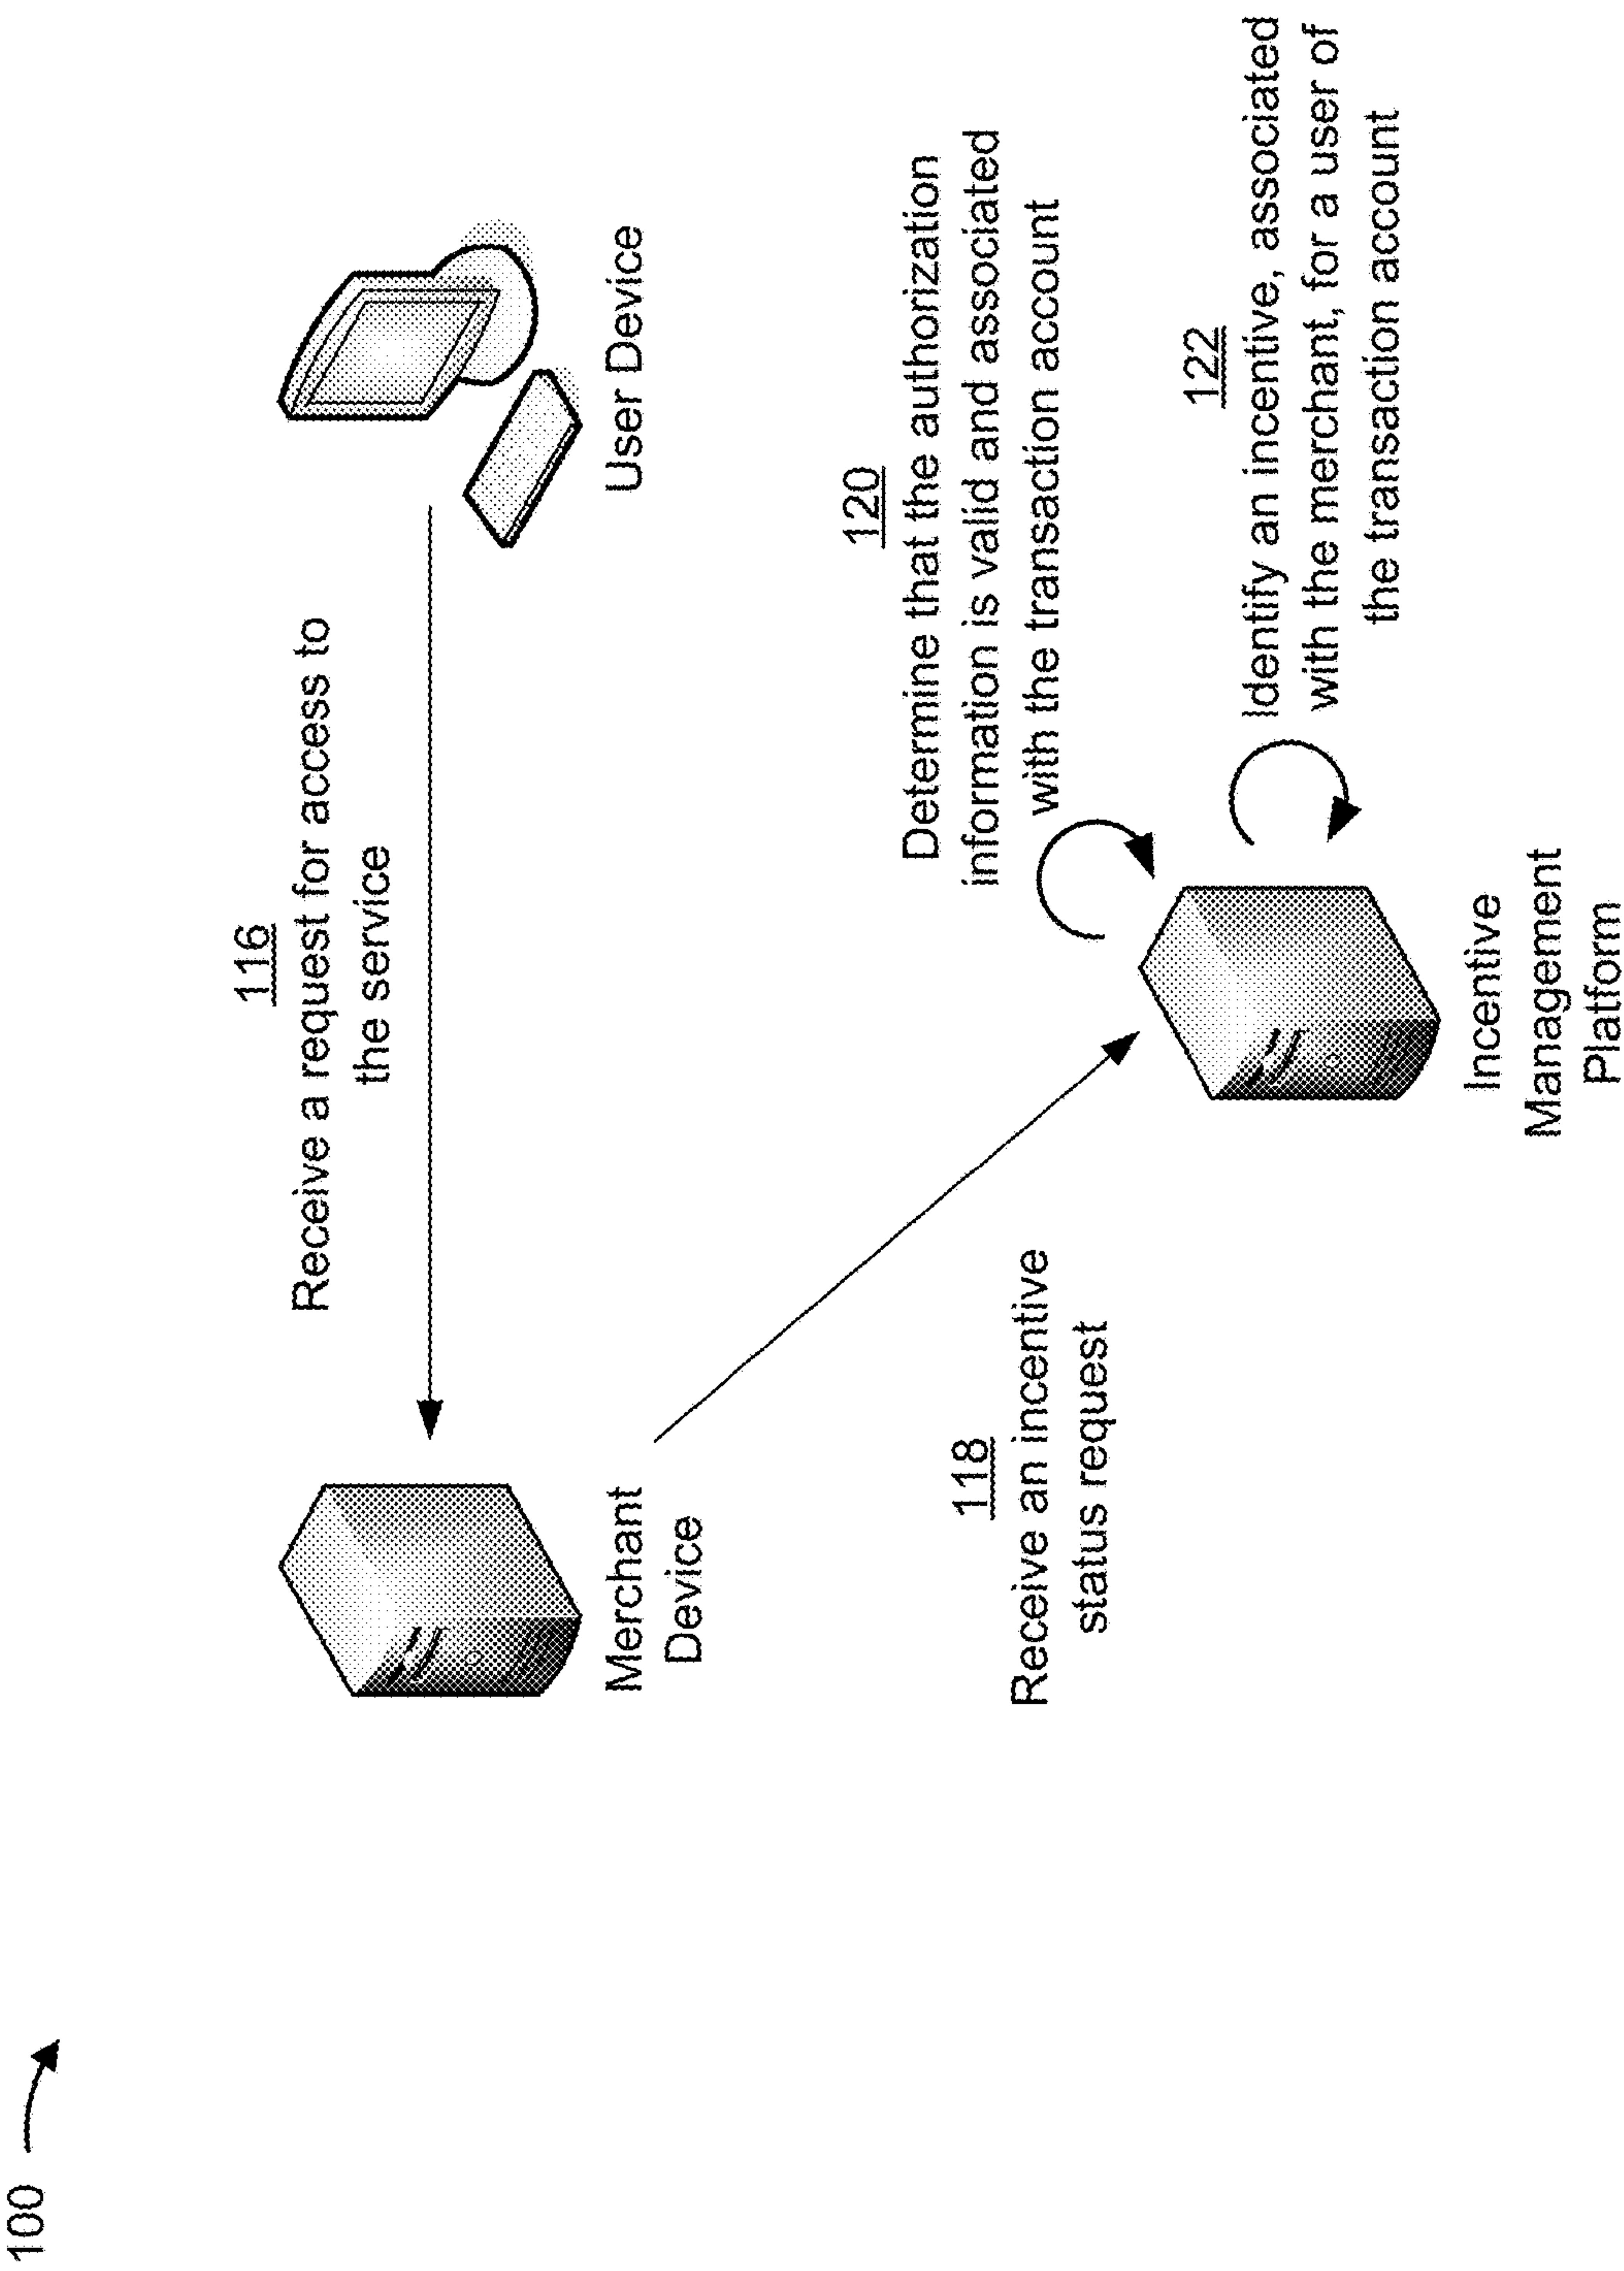 100
116
Receive a request for access to
the service
Merchant
Device
User Device
118
Receive an incentive
status request
120
Determine that the authorization
information is valid and associated
with the transaction account
122
Identify an incentive, associated
with the merchant, for a user of
the transaction account
Incentive
Management
Platform